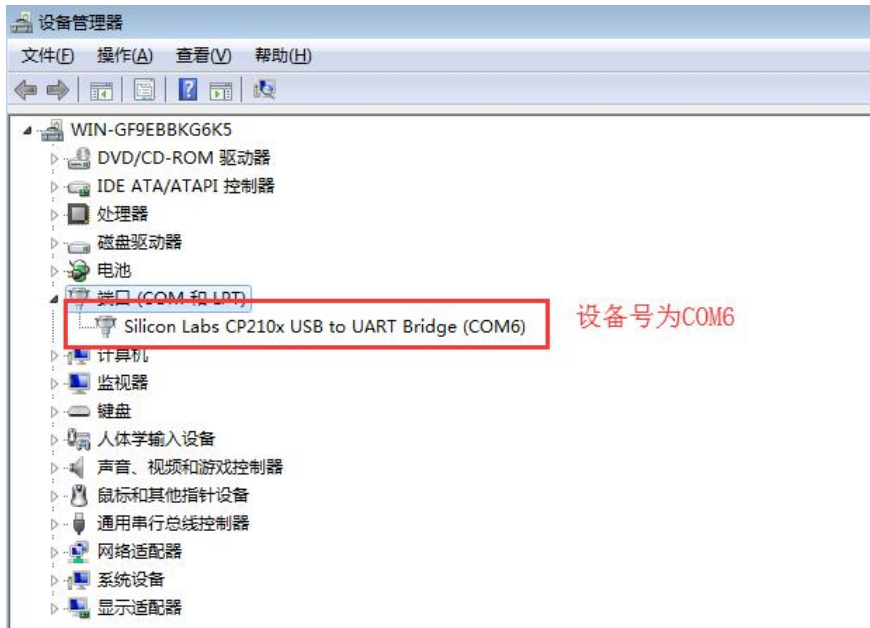 设备管理器
文件(F) 操作(A) 查看(V) 帮助(H)
WIN-GF9EBBKG6K5
DVD/CD-ROM 驱动器
IDE ATA/ATAPI 控制器
处理器
磁盘驱动器
电池
端口 (COM 和 LPT)
Silicon Labs CP210x USB to UART Bridge (COM6)
设备号为COM6
计算机
监视器
键盘
人体学输入设备
声音、视频和游戏控制器
鼠标和其他指针设备
通用串行总线控制器
网络适配器
系统设备
显示适配器